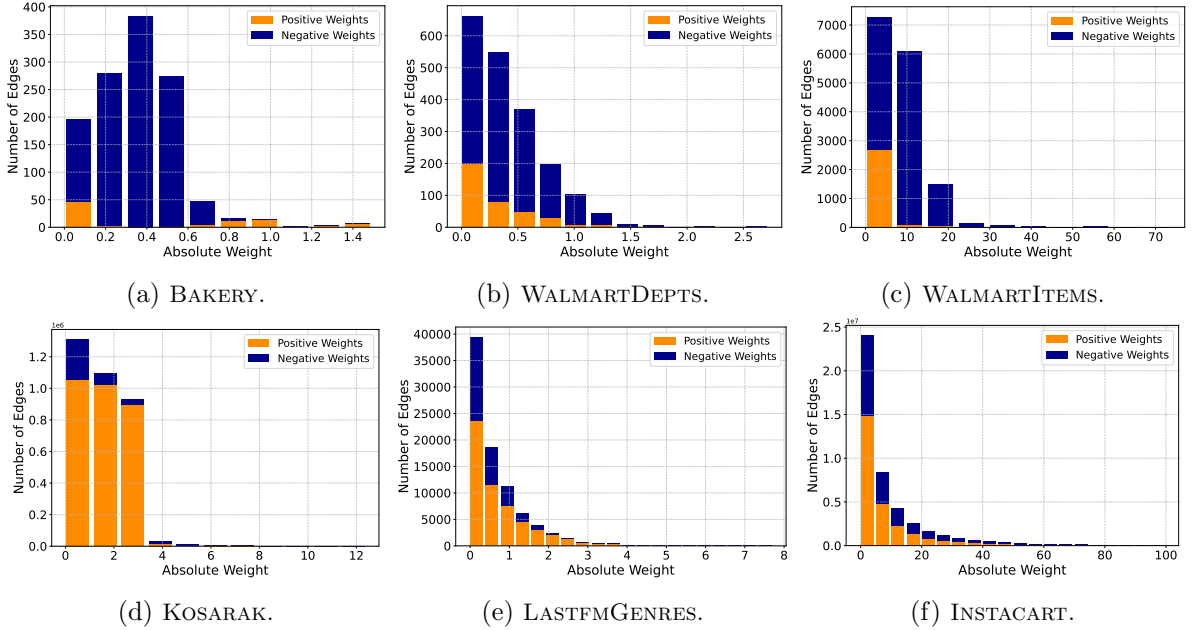 400
350
300
250
200
150
100
50
0
Number of Edges
Positive Weights
Negative Weights
0.0 0.2 0.4 0.6 0.8 1.0 1.2 1.4
Absolute Weight
(a) BAKERY.
600
500
400
300
200
100
0
Number of Edges
Positive Weights
Negative Weights
0.0 0.5 1.0 1.5 2.0 2.5
Absolute Weight
(b) WALMARTDEPTS.
7000
6000
5000
4000
3000
2000
1000
0
Number of Edges
Positive Weights
Negative Weights
0 10 20 30 40 50 60 70
Absolute Weight
(c) WALMARTITEMS.
1e6
1.2
1.0
0.8
0.6
0.4
0.2
0.0
Number of Edges
Positive Weights
Negative Weights
0 2 4 6 8 10 12
Absolute Weight
(d) KOSARAK.
40000
35000
30000
25000
20000
15000
10000
5000
0
Number of Edges
Positive Weights
Negative Weights
0 1 2 3 4 5 6 7 8
Absolute Weight
(e) LASTFMGENRES.
1e7
2.5
2.0
1.5
1.0
0.5
0.0
Number of Edges
Positive Weights
Negative Weights
0 20 40 60 80 100
Absolute Weight
(f) INSTACART.